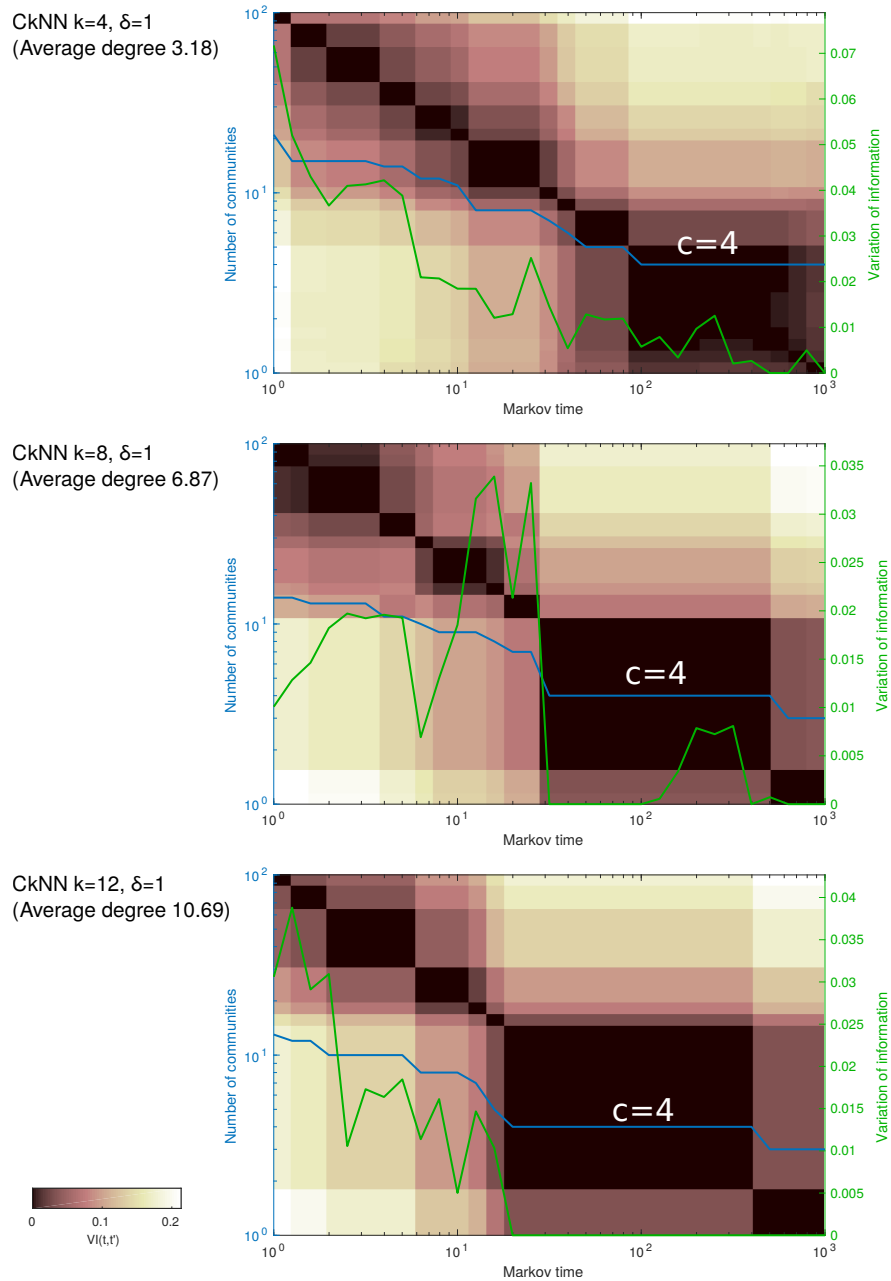 CkNN k=4, δ=1
(Average degree 3.18)
10^2
10^1
10^0
Number of communities
c=4
0.07
0.06
0.05
0.04
0.03
0.02
0.01
0
Variation of information
10^0
10^1
10^2
10^3
Markov time
CkNN k=8, δ=1
(Average degree 6.87)
10^2
10^1
10^0
Number of communities
c=4
0.035
0.03
0.025
0.02
0.015
0.01
0.005
0
Variation of information
10^0
10^1
10^2
10^3
Markov time
CkNN k=12, δ=1
(Average degree 10.69)
10^2
10^1
10^0
Number of communities
c=4
0.04
0.035
0.03
0.025
0.02
0.015
0.01
0.005
0
Variation of information
10^0
10^1
10^2
10^3
Markov time
0
0.1
0.2
VI(t,t')